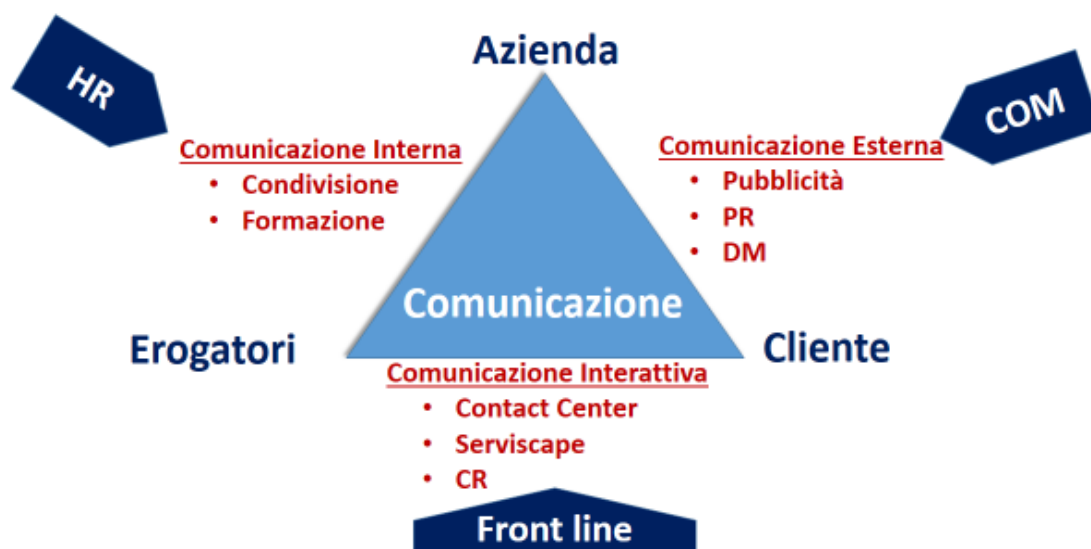 Azienda
HR
COM
Comunicazione Interna
• Condivisione
• Formazione
Comunicazione Esterna
• Pubblicità
• PR
• DM
Comunicazione
Erogatori
Cliente
Comunicazione Interattiva
• Contact Center
• Serviscape
• CR
Front line